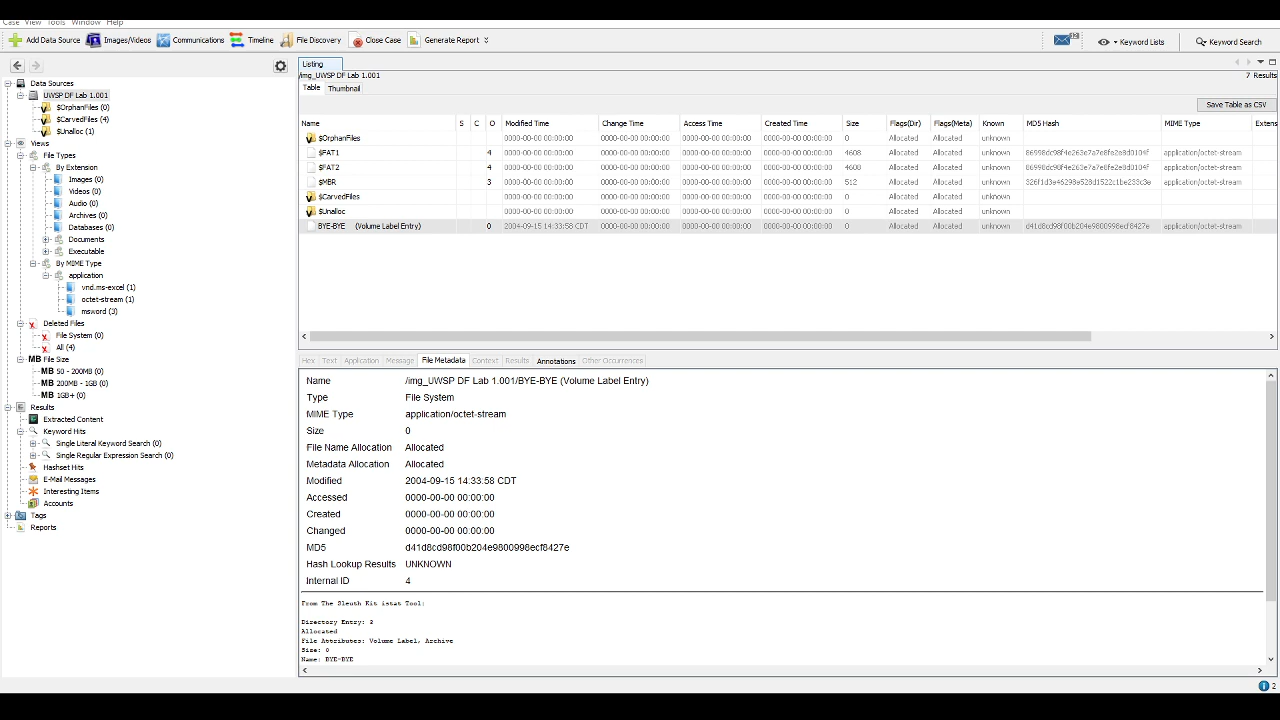 Case View Tools Window Help
Add Data Source Images/Videos Communications Timeline File Discovery Close Case Generate Report Keyword Lists Keyword Search
Data Sources
UWSP DF Lab 1.001
$OrphanFiles (0)
$CarvedFiles (4)
$Unalloc (1)
Views
File Types
By Extension
Images (0)
Videos (0)
Audio (0)
Archives (0)
Databases (0)
Documents
Executable
By MIME Type
application
vnd.ms-excel (1)
octet-stream (1)
msword (3)
Deleted Files
File System (0)
All (4)
MB File Size
MB 50 - 200MB (0)
MB 200MB - 1GB (0)
MB 1GB+ (0)
Results
Extracted Content
Keyword Hits
Single Literal Keyword Search (0)
Single Regular Expression Search (0)
Hashset Hits
E-Mail Messages
Interesting Items
Accounts
Tags
Reports
Listing
/img_UWSP DF Lab 1.001 7 Results
Table Thumbnail
Save Table as CSV
Name S C O Modified Time Change Time Access Time Created Time Size Flags(Dir) Flags(Meta) Known MD5 Hash MIME Type Extens
$OrphanFiles 0000-00-00 00:00:00 0000-00-00 00:00:00 0000-00-00 00:00:00 0000-00-00 00:00:00 0 Allocated Allocated unknown
$FAT1 4 0000-00-00 00:00:00 0000-00-00 00:00:00 0000-00-00 00:00:00 0000-00-00 00:00:00 4608 Allocated Allocated unknown 86990dc98f4e263e7a7e8fe2e8d0104f application/octet-stream
$FAT2 4 0000-00-00 00:00:00 0000-00-00 00:00:00 0000-00-00 00:00:00 0000-00-00 00:00:00 4608 Allocated Allocated unknown 86990dc98f4e263e7a7e8fe2e8d0104f application/octet-stream
$MBR 3 0000-00-00 00:00:00 0000-00-00 00:00:00 0000-00-00 00:00:00 0000-00-00 00:00:00 512 Allocated Allocated unknown 326f1d3a46298a528d1522c1be233c3e application/octet-stream
$CarvedFiles 0000-00-00 00:00:00 0000-00-00 00:00:00 0000-00-00 00:00:00 0000-00-00 00:00:00 0 Allocated Allocated unknown
$Unalloc 0000-00-00 00:00:00 0000-00-00 00:00:00 0000-00-00 00:00:00 0000-00-00 00:00:00 0 Allocated Allocated unknown
BYE-BYE (Volume Label Entry) 0 2004-09-15 14:33:58 CDT 0000-00-00 00:00:00 0000-00-00 00:00:00 0000-00-00 00:00:00 0 Allocated Allocated unknown d41d8cd98f00b204e9800998ecf8427e application/octet-stream
Hex Text Application Message File Metadata Context Results Annotations Other Occurrences
Name /img_UWSP DF Lab 1.001/BYE-BYE (Volume Label Entry)
Type File System
MIME Type application/octet-stream
Size 0
File Name Allocation Allocated
Metadata Allocation Allocated
Modified 2004-09-15 14:33:58 CDT
Accessed 0000-00-00 00:00:00
Created 0000-00-00 00:00:00
Changed 0000-00-00 00:00:00
MD5 d41d8cd98f00b204e9800998ecf8427e
Hash Lookup Results UNKNOWN
Internal ID 4
From The Sleuth Kit istat Tool:
Directory Entry: 2
Allocated
File Attributes: Volume Label, Archive
Size: 0
Name: BYE-BYE
2